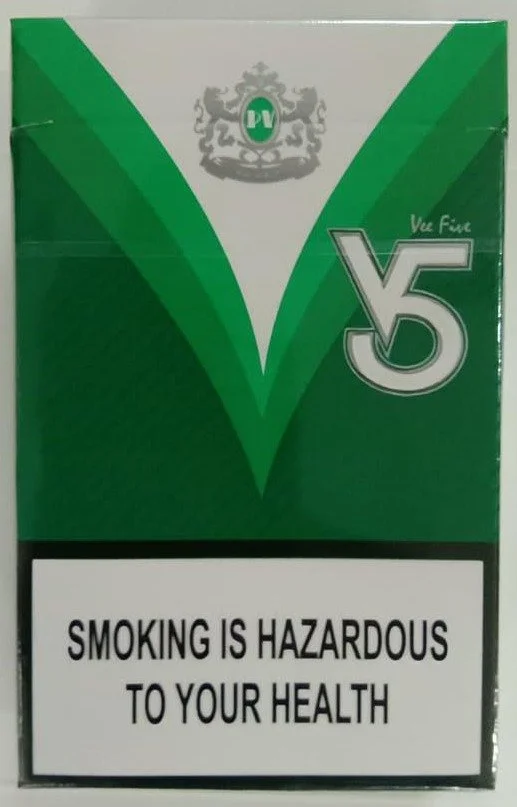 PV
Vee Five
V5
SMOKING IS HAZARDOUS
TO YOUR HEALTH